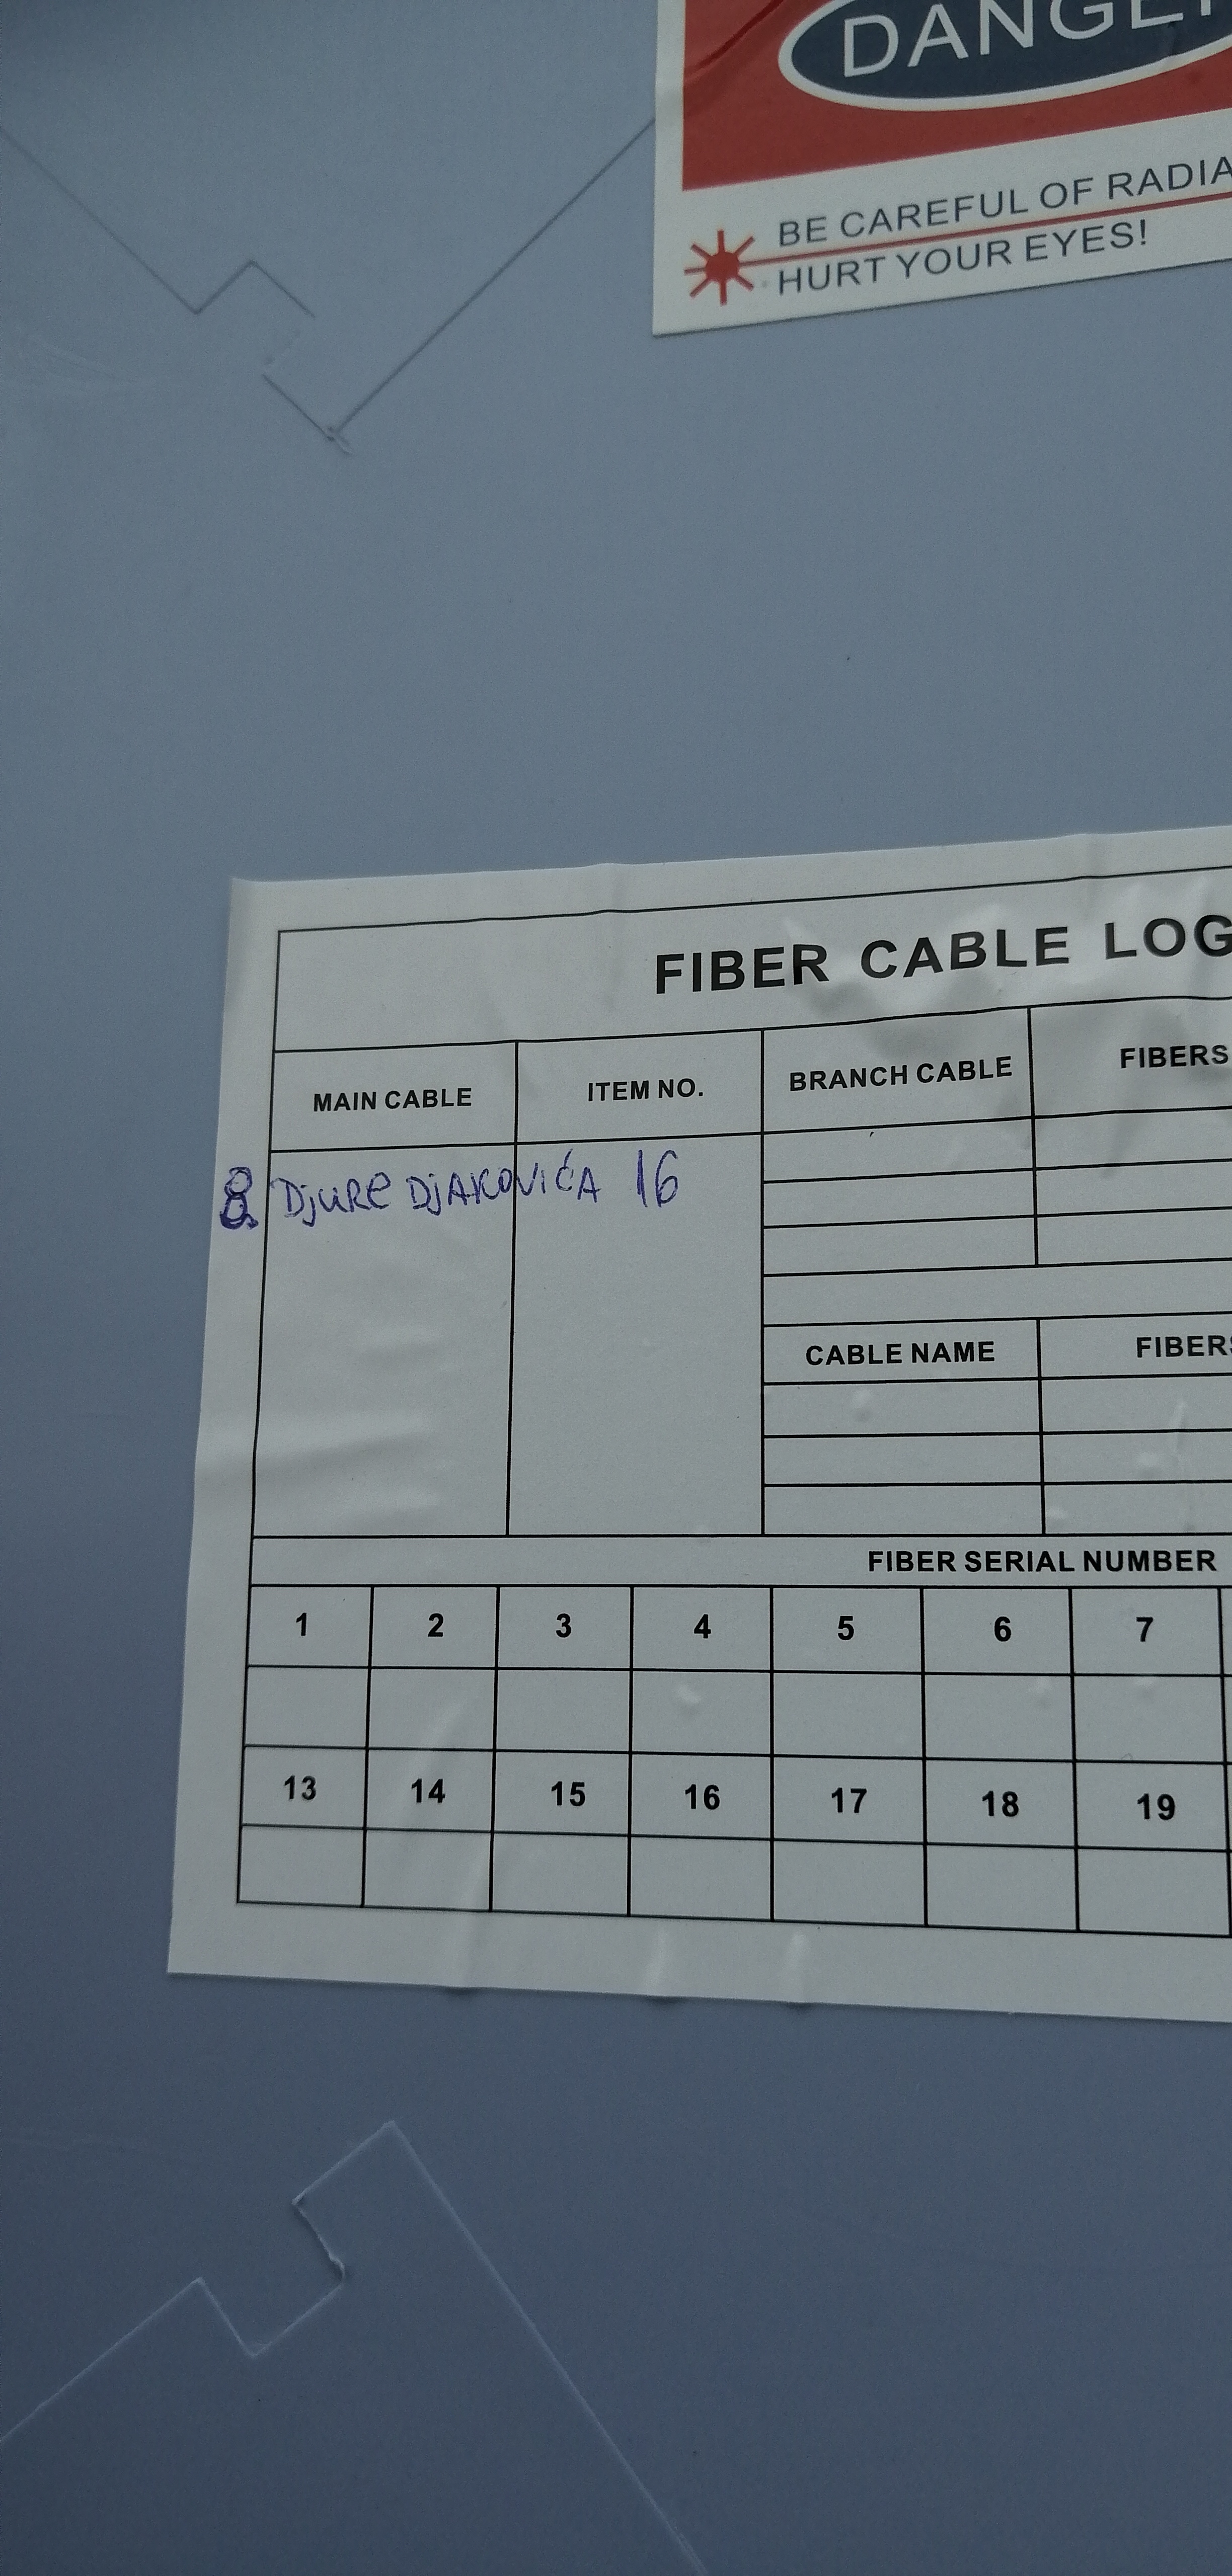 DANGER
BE CAREFUL OF RADIA
HURT YOUR EYES!
FIBER CABLE LOG
MAIN CABLE ITEM NO. BRANCH CABLE FIBERS
8. DjURe DjAKOVIĆA 16
CABLE NAME FIBERS
FIBER SERIAL NUMBER
1 2 3 4 5 6 7
13 14 15 16 17 18 19